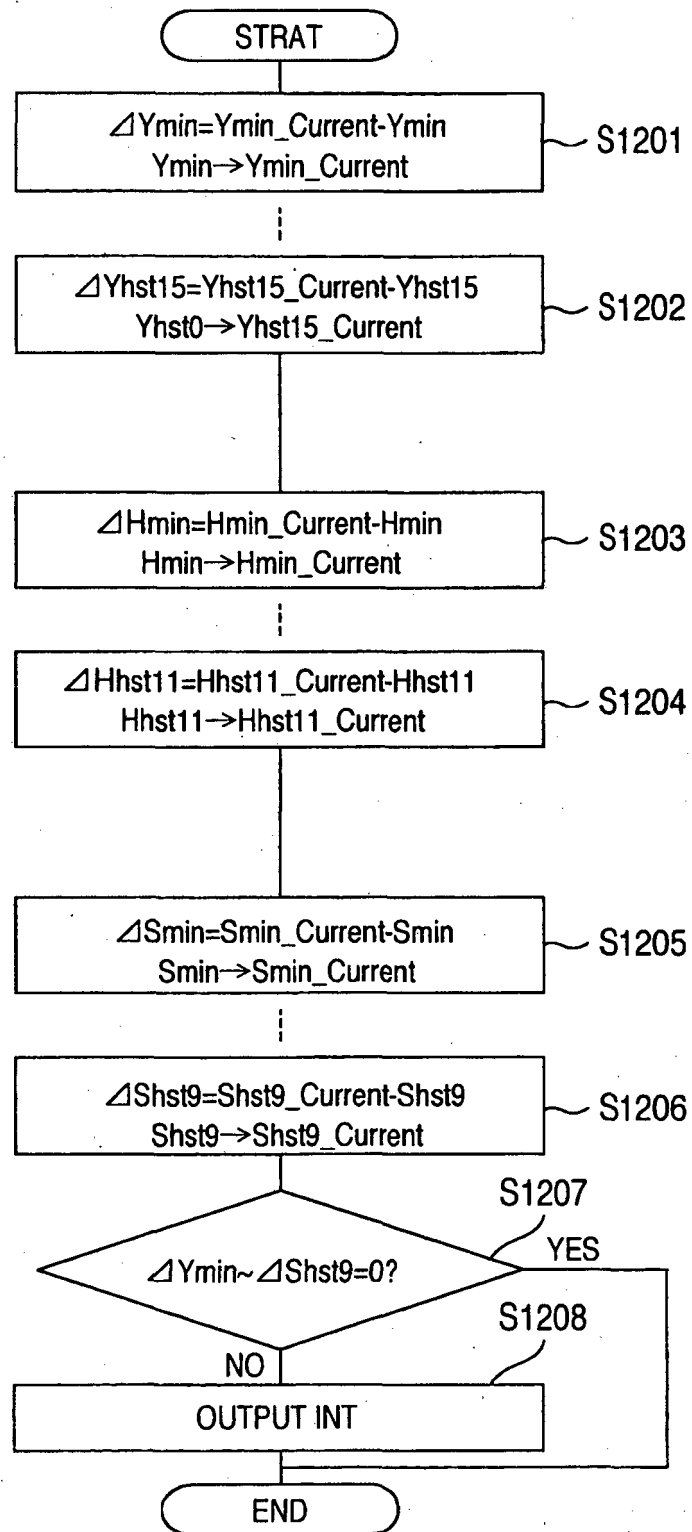 STRAT
⊿Ymin=Ymin_Current-Ymin
Ymin→Ymin_Current
S1201
⊿Yhst15=Yhst15_Current-Yhst15
Yhst0→Yhst15_Current
S1202
⊿Hmin=Hmin_Current-Hmin
Hmin→Hmin_Current
S1203
⊿Hhst11=Hhst11_Current-Hhst11
Hhst11→Hhst11_Current
S1204
⊿Smin=Smin_Current-Smin
Smin→Smin_Current
S1205
⊿Shst9=Shst9_Current-Shst9
Shst9→Shst9_Current
S1206
S1207
⊿Ymin~⊿Shst9=0?
YES
NO
S1208
OUTPUT INT
END